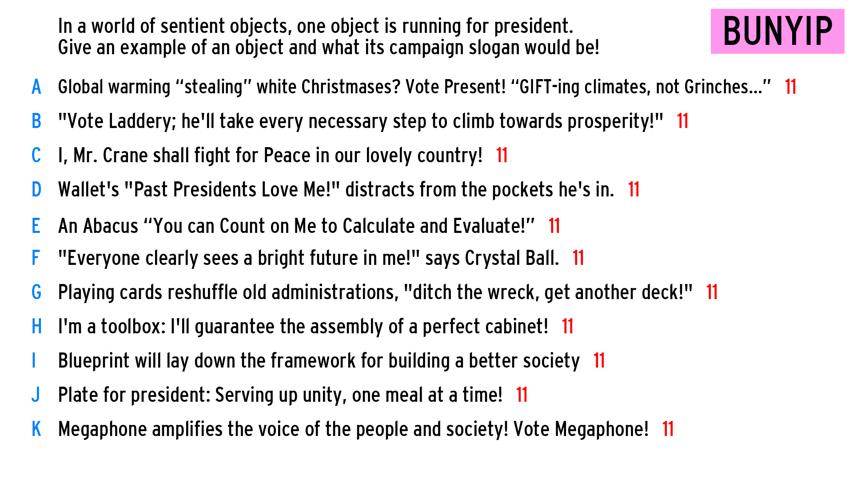 In a world of sentient objects, one object is running for president.
Give an example of an object and what its campaign slogan would be!
BUNYIP
A Global warming “stealing” white Christmases? Vote Present! “GIFT-ing climates, not Grinches...” 11
B "Vote Laddery; he'll take every necessary step to climb towards prosperity!" 11
C I, Mr. Crane shall fight for Peace in our lovely country! 11
D Wallet's "Past Presidents Love Me!" distracts from the pockets he's in. 11
E An Abacus “You can Count on Me to Calculate and Evaluate!” 11
F "Everyone clearly sees a bright future in me!" says Crystal Ball. 11
G Playing cards reshuffle old administrations, "ditch the wreck, get another deck!" 11
H I'm a toolbox: I'll guarantee the assembly of a perfect cabinet! 11
I Blueprint will lay down the framework for building a better society 11
J Plate for president: Serving up unity, one meal at a time! 11
K Megaphone amplifies the voice of the people and society! Vote Megaphone! 11